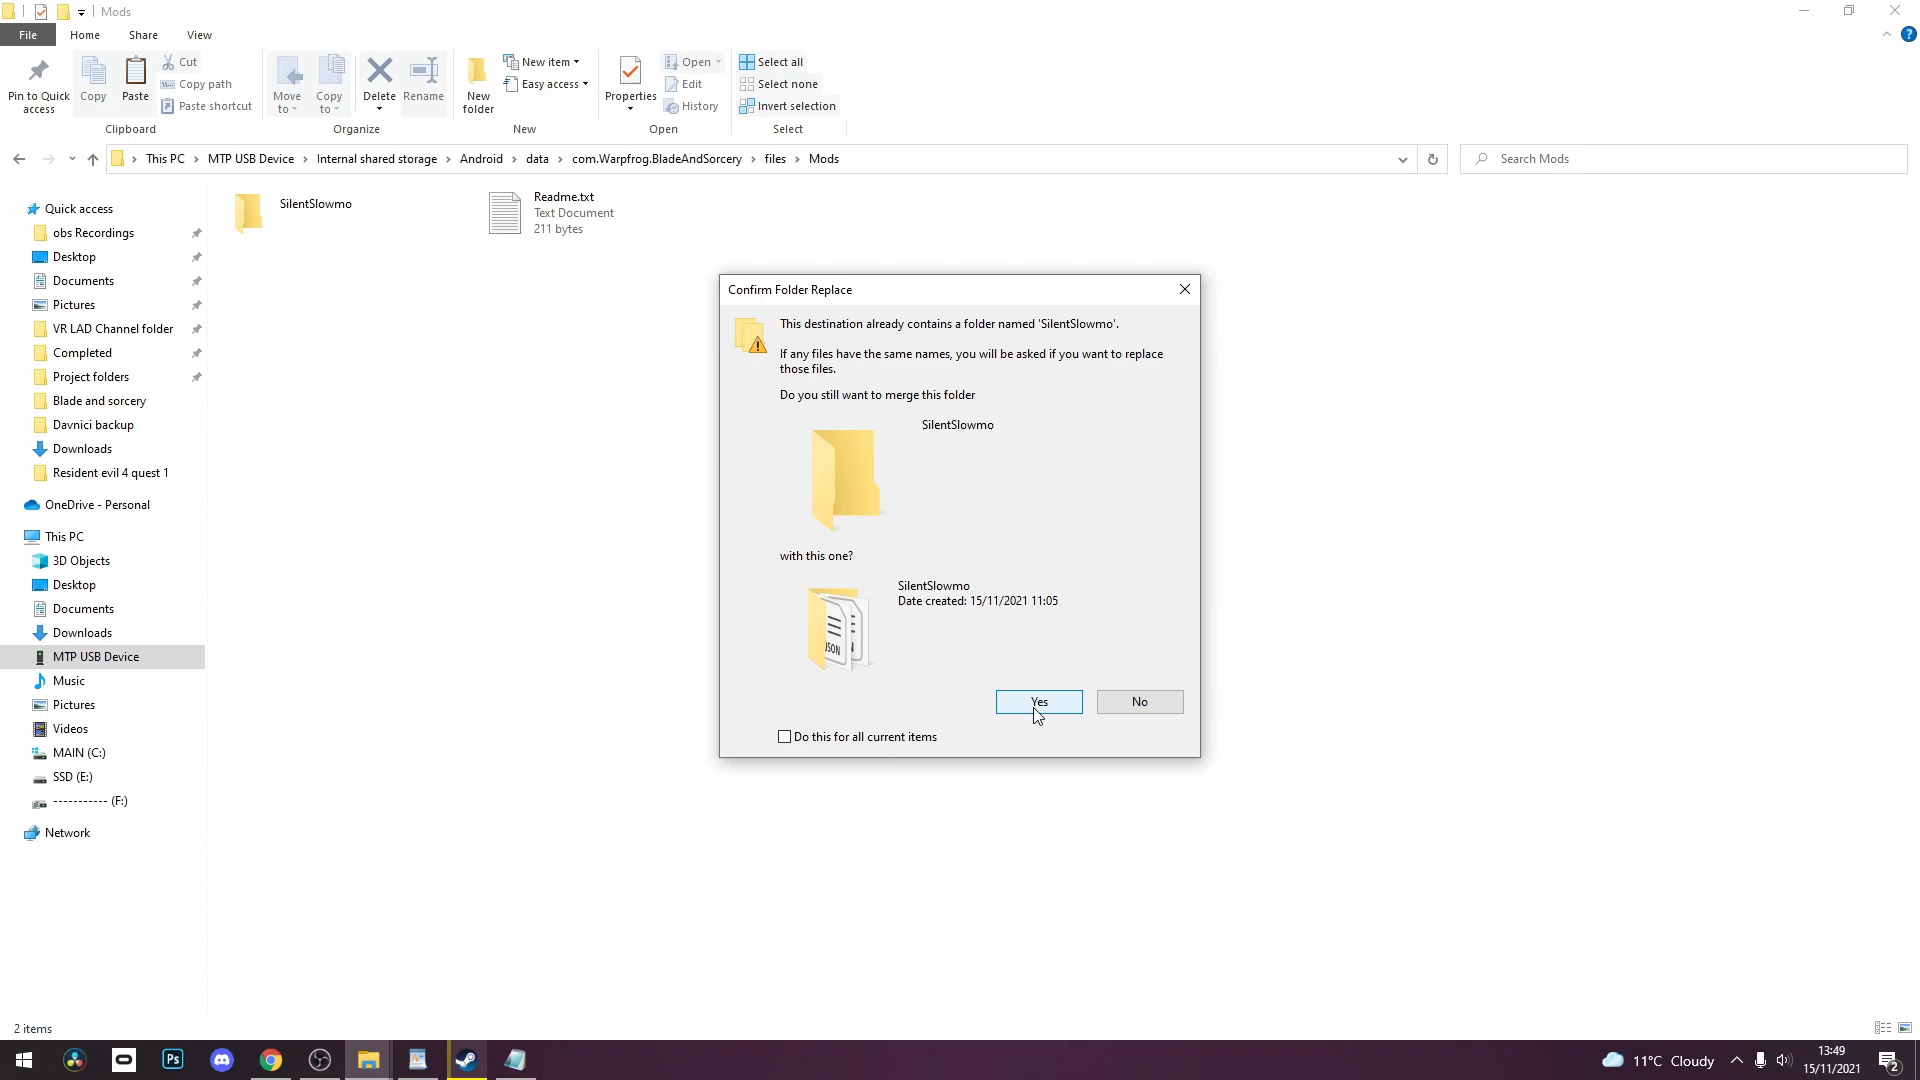 Mods
File Home Share View
Pin to Quick access
Copy
Paste
Cut
Copy path
Paste shortcut
Clipboard
Move to
Copy to
Delete
Rename
Organize
New folder
New item
Easy access
New
Properties
Open
Edit
History
Open
Select all
Select none
Invert selection
Select
This PC > MTP USB Device > Internal shared storage > Android > data > com.Warpfrog.BladeAndSorcery > files > Mods
Search Mods
Quick access
obs Recordings
Desktop
Documents
Pictures
VR LAD Channel folder
Completed
Project folders
Blade and sorcery
Davnici backup
Downloads
Resident evil 4 quest 1
OneDrive - Personal
This PC
3D Objects
Desktop
Documents
Downloads
MTP USB Device
Music
Pictures
Videos
MAIN (C:)
SSD (E:)
----------- (F:)
Network
SilentSlowmo
Readme.txt
Text Document
211 bytes
Confirm Folder Replace
This destination already contains a folder named 'SilentSlowmo'.
If any files have the same names, you will be asked if you want to replace
those files.
Do you still want to merge this folder
SilentSlowmo
with this one?
SilentSlowmo
Date created: 15/11/2021 11:05
JSON
Yes
No
Do this for all current items
2 items
Ps
11°C Cloudy
13:49
15/11/2021
2